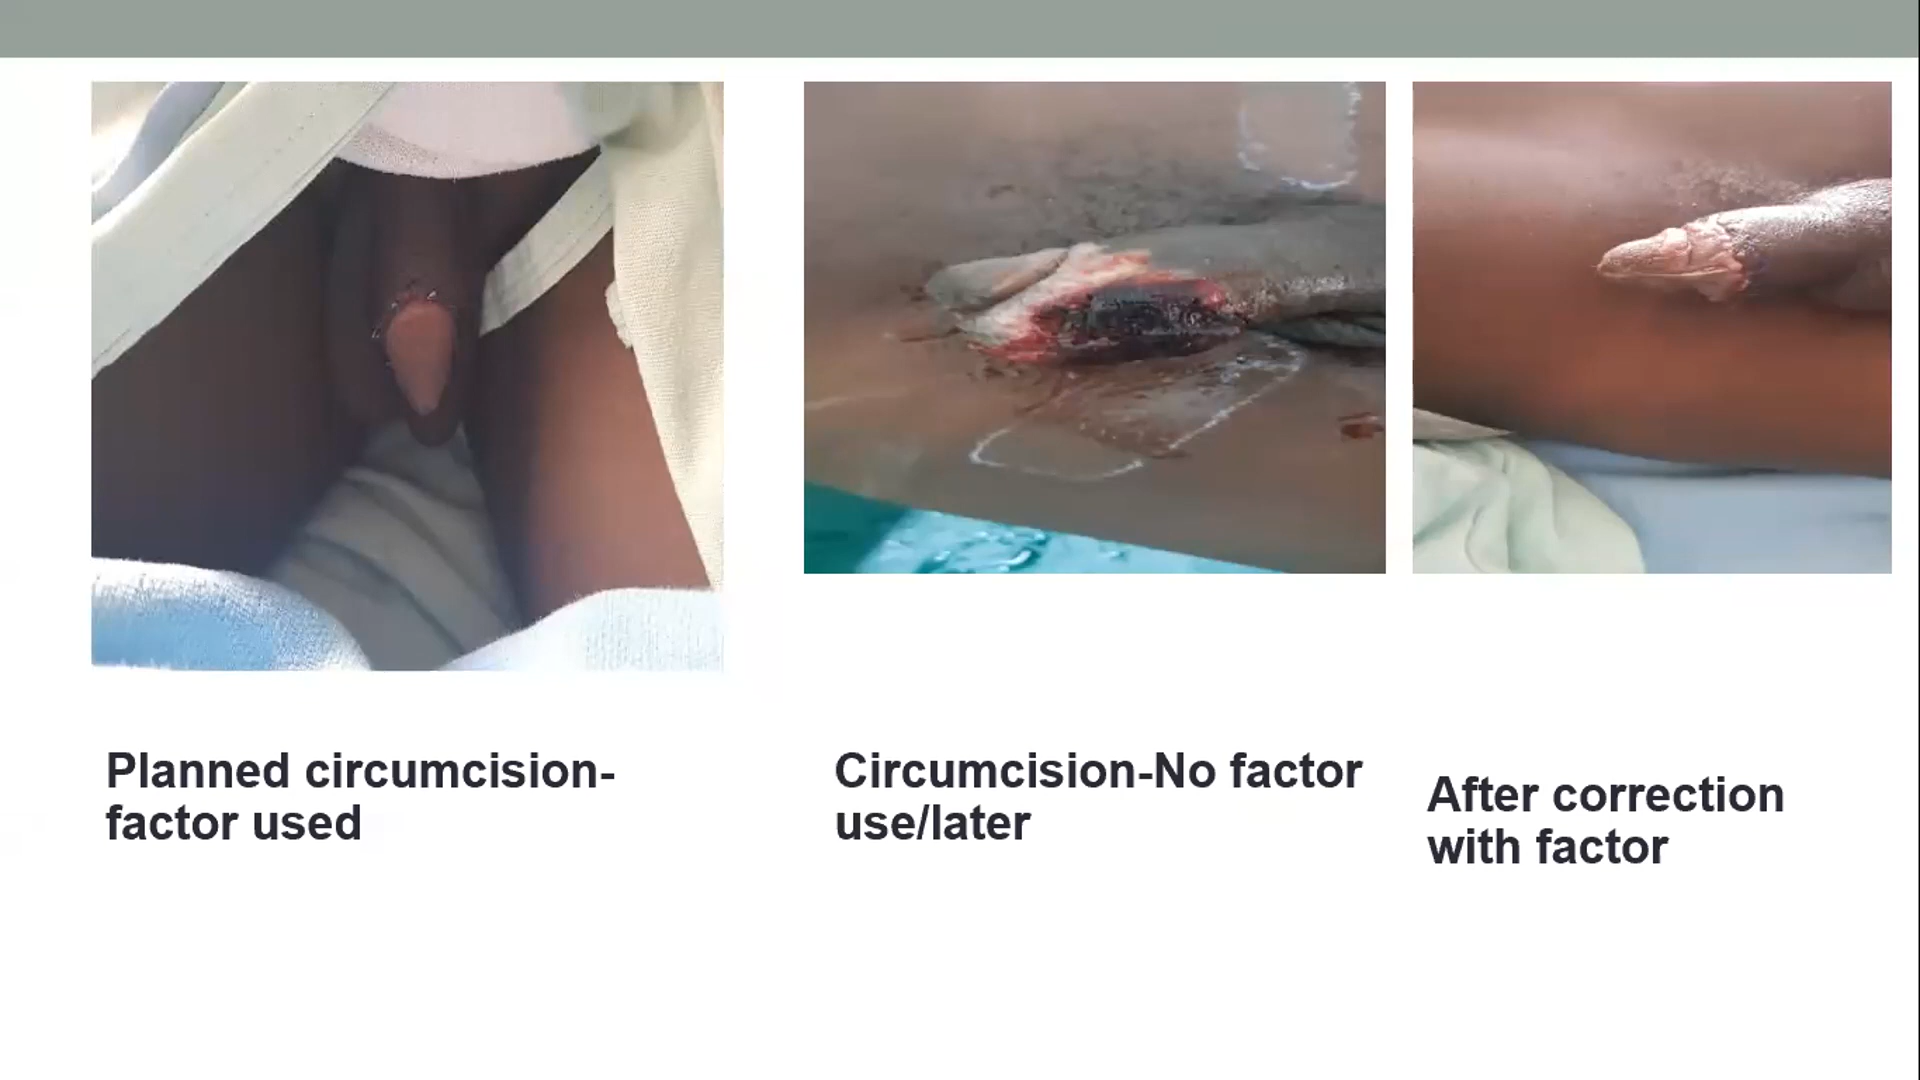 Planned circumcision-
factor used
Circumcision-No factor
use/later
After correction
with factor